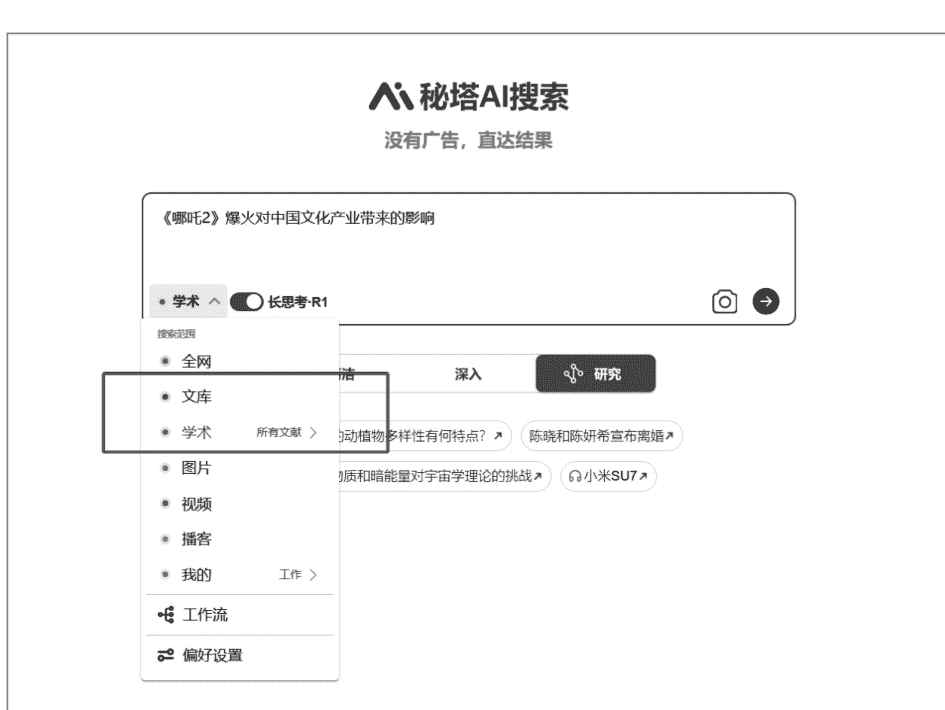 秘塔AI搜索
没有广告，直达结果
《哪吒2》爆火对中国文化产业带来的影响
学术
长思考·R1
搜索范围
全网
文库
学术 所有文献
图片
视频
播客
我的 工作
工作流
偏好设置
洁
深入
研究
的动植物多样性有何特点？
陈晓和陈妍希宣布离婚
质和暗能量对宇宙学理论的挑战
小米SU7